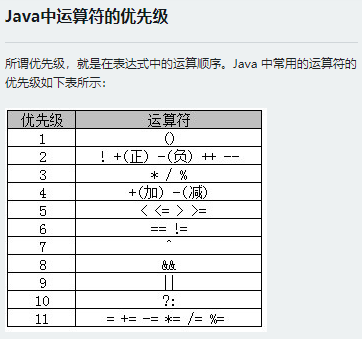 Java中运算符的优先级
所谓优先级，就是在表达式中的运算顺序。Java 中常用的运算符的
优先级如下表所示：
优先级 运算符
1 ()
2 ! +(正) -(负) ++ --
3 * / %
4 +(加) -(减)
5 < <= > >=
6 == !=
7 ^
8 &&
9 ||
10 ?:
11 = += -= *= /= %=